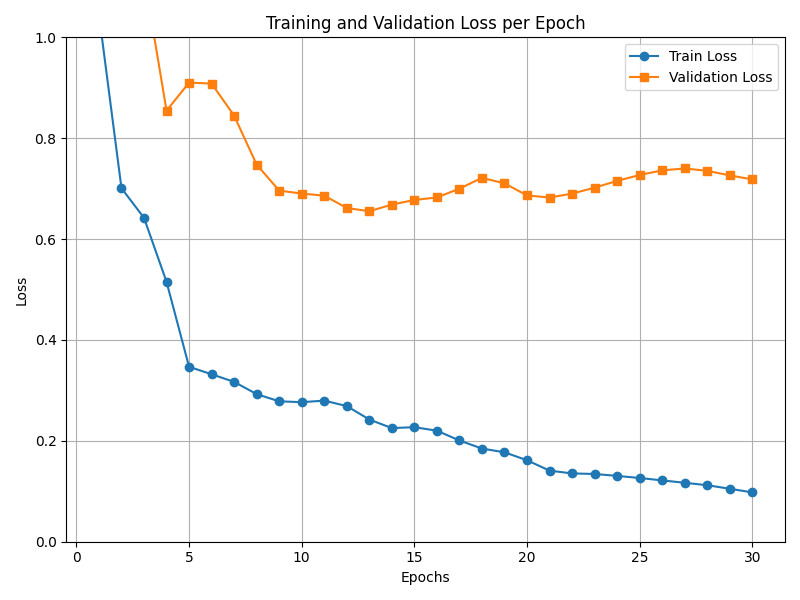 Training and Validation Loss per Epoch
Train Loss
Validation Loss
Loss
1.0
0.8
0.6
0.4
0.2
0.0
0 5 10 15 20 25 30
Epochs